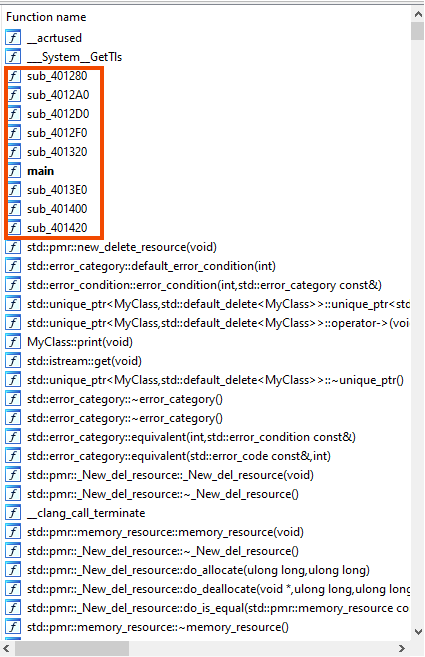 Function name
__acrtused
___System__GetTls
sub_401280
sub_4012A0
sub_4012D0
sub_4012F0
sub_401320
main
sub_4013E0
sub_401400
sub_401420
std::pmr::new_delete_resource(void)
std::error_category::default_error_condition(int)
std::error_condition::error_condition(int,std::error_category const&)
std::unique_ptr<MyClass,std::default_delete<MyClass>>::unique_ptr<std
std::unique_ptr<MyClass,std::default_delete<MyClass>>::operator->(voi
MyClass::print(void)
std::istream::get(void)
std::unique_ptr<MyClass,std::default_delete<MyClass>>::~unique_ptr()
std::error_category::~error_category()
std::error_category::~error_category()
std::error_category::equivalent(int,std::error_condition const&)
std::error_category::equivalent(std::error_code const&,int)
std::pmr::_New_del_resource::_New_del_resource(void)
std::pmr::_New_del_resource::~_New_del_resource()
__clang_call_terminate
std::pmr::memory_resource::memory_resource(void)
std::pmr::_New_del_resource::~_New_del_resource()
std::pmr::_New_del_resource::do_allocate(ulong long,ulong long)
std::pmr::_New_del_resource::do_deallocate(void *,ulong long,ulong long
std::pmr::_New_del_resource::do_is_equal(std::pmr::memory_resource co
std::pmr::memory_resource::~memory_resource()